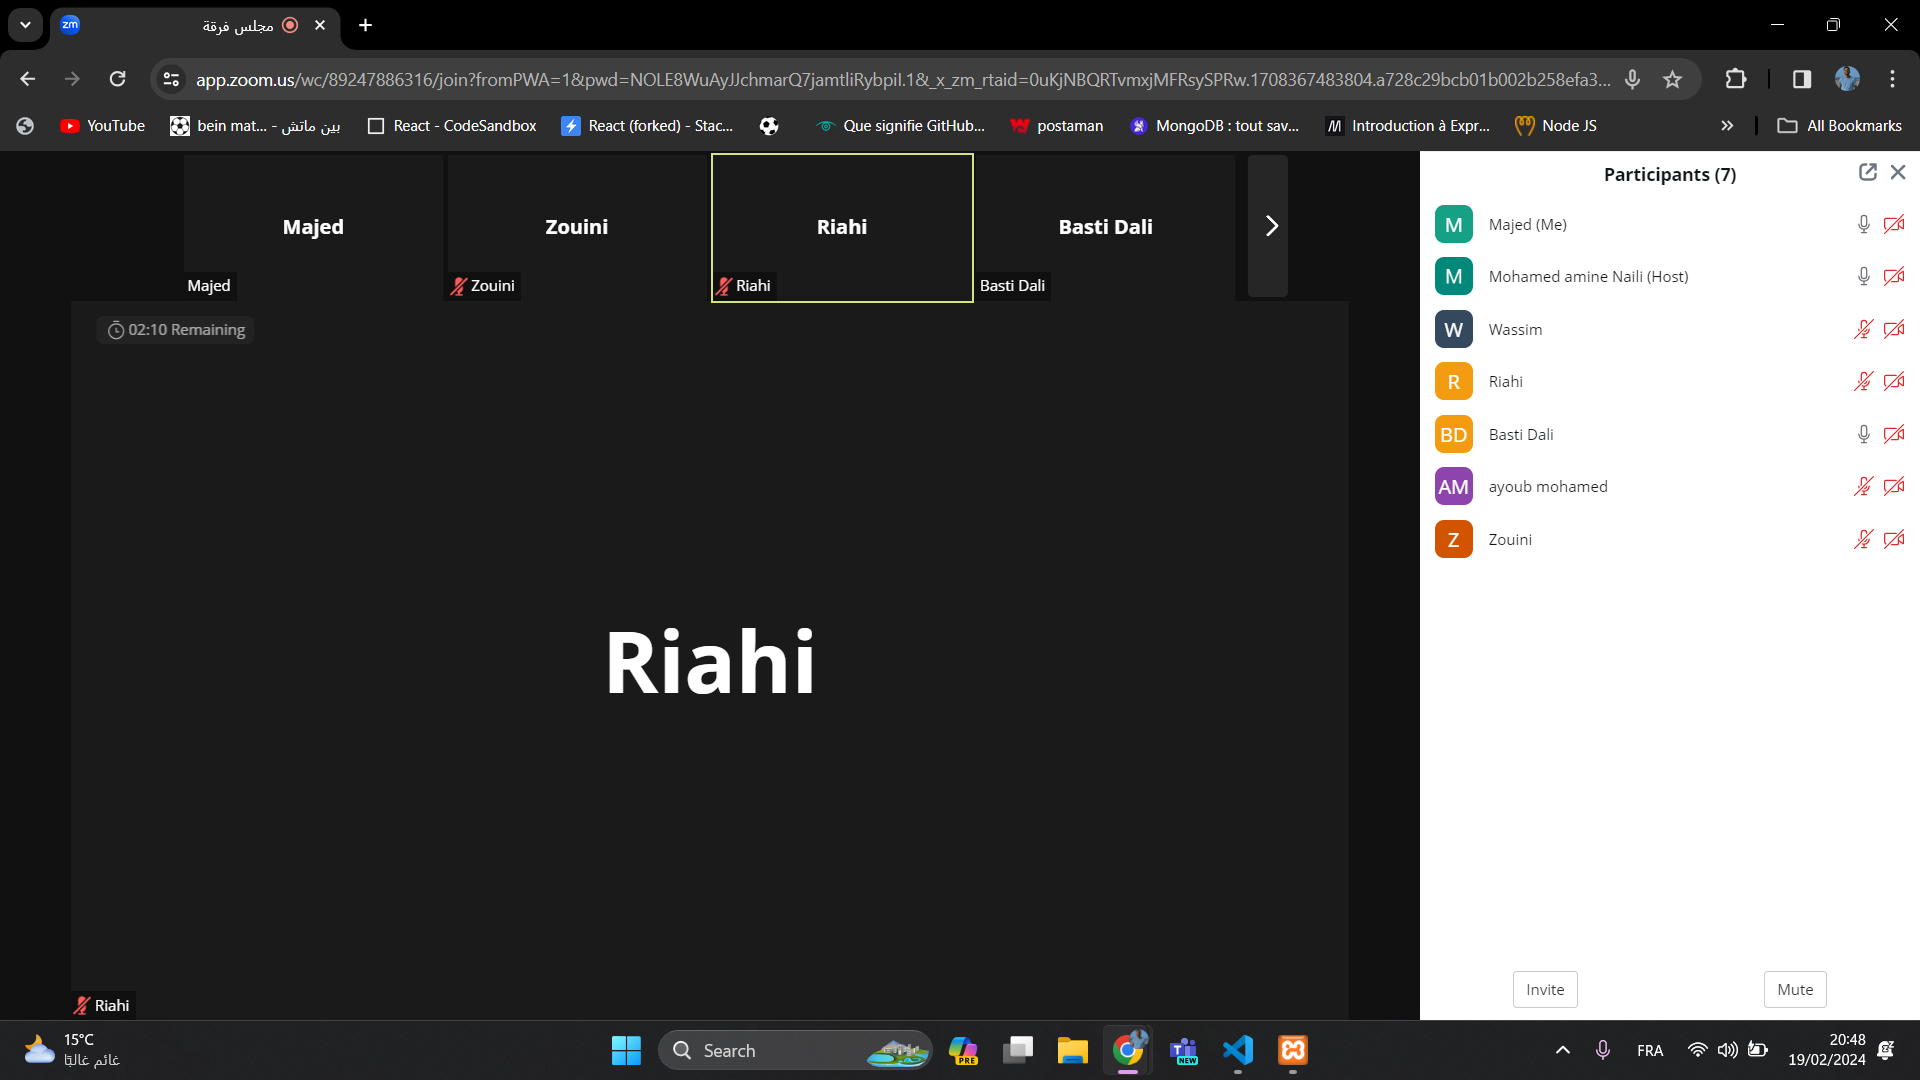 zm
مجلس فرقة
app.zoom.us/wc/89247886316/join?fromPWA=1&pwd=NOLE8WuAyJJchmarQ7jamtliRybpiI.1&_x_zm_rtaid=0uKjNBQRTvmxjMFRsySPRw.1708367483804.a728c29bcb01b002b258efa3...
YouTube
bein mat... - بين ماتش
React - CodeSandbox
React (forked) - Stac...
Que signifie GitHub...
postaman
MongoDB : tout sav...
Introduction à Expr...
Node JS
All Bookmarks
Majed
Zouini
Riahi
Basti Dali
Majed
Zouini
Riahi
Basti Dali
02:10 Remaining
Riahi
Riahi
Participants (7)
M
Majed (Me)
M
Mohamed amine Naili (Host)
W
Wassim
R
Riahi
BD
Basti Dali
AM
ayoub mohamed
Z
Zouini
Invite
Mute
15°C
غائم غالبًا
Search
PRE
NEW
FRA
20:48
19/02/2024